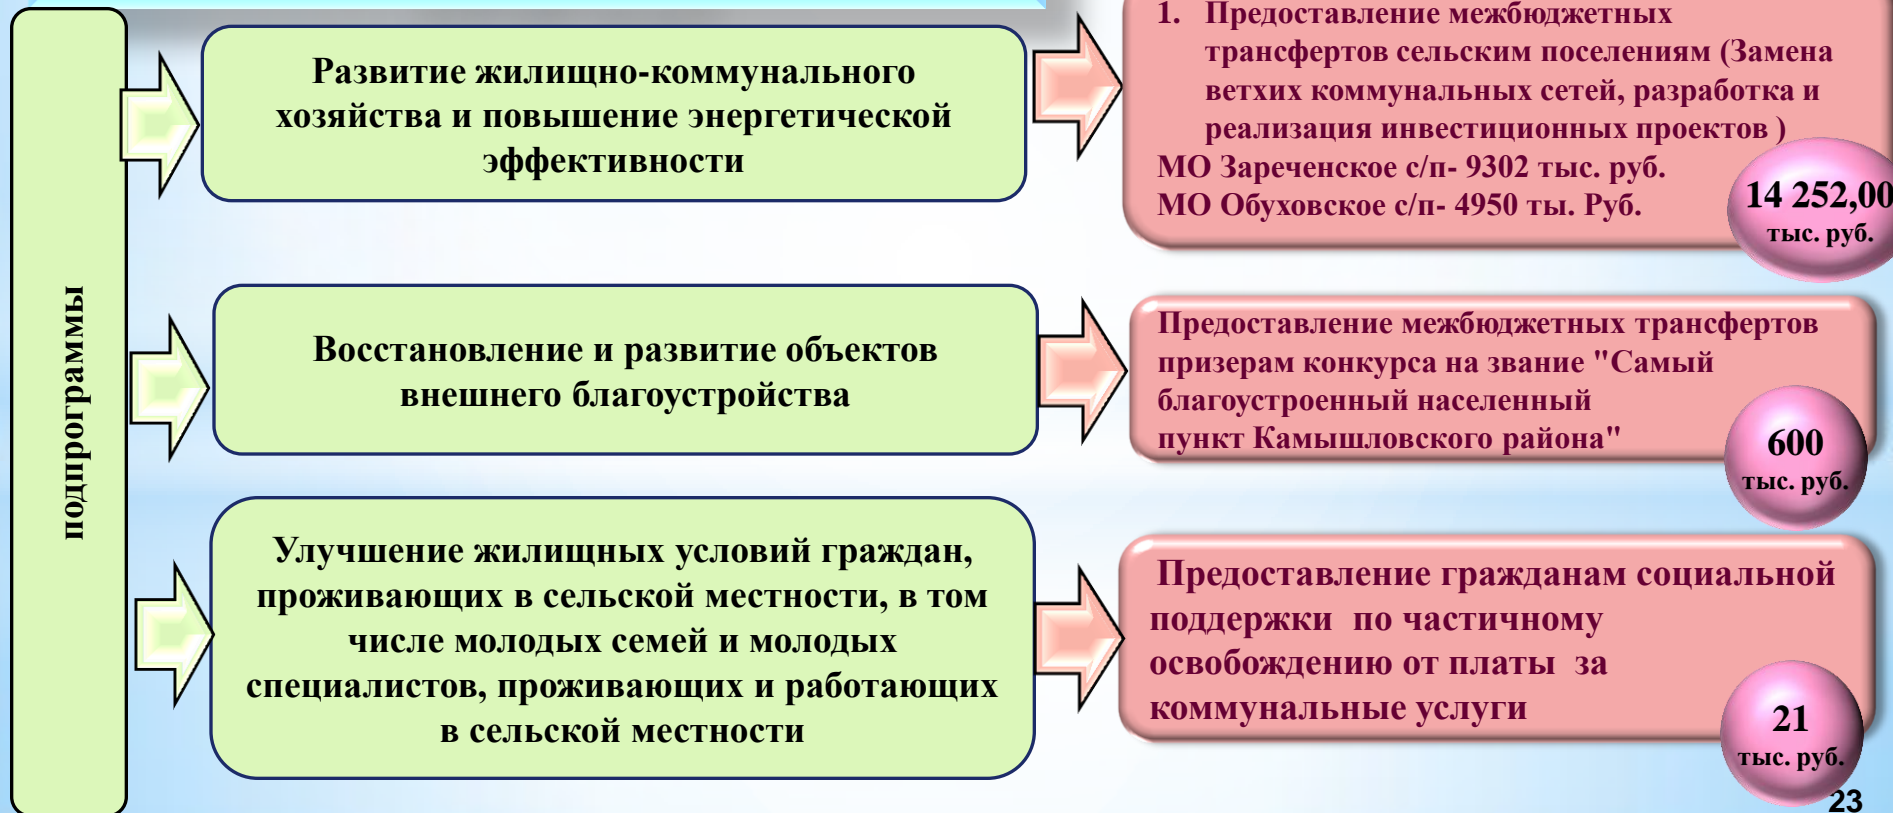 подпрограммы
Развитие жилищно-коммунального
хозяйства и повышение энергетической
эффективности
1. Предоставление межбюджетных
трансфертов сельским поселениям (Замена
ветхих коммунальных сетей, разработка и
реализация инвестиционных проектов )
МО Зареченское с/п- 9302 тыс. руб.
МО Обуховское с/п- 4950 ты. Руб.
14 252,00
тыс. руб.
Восстановление и развитие объектов
внешнего благоустройства
Предоставление межбюджетных трансфертов
призерам конкурса на звание "Самый
благоустроенный населенный
пункт Камышловского района"
600
тыс. руб.
Улучшение жилищных условий граждан,
проживающих в сельской местности, в том
числе молодых семей и молодых
специалистов, проживающих и работающих
в сельской местности
Предоставление гражданам социальной
поддержки по частичному
освобождению от платы за
коммунальные услуги
21
тыс. руб.
23